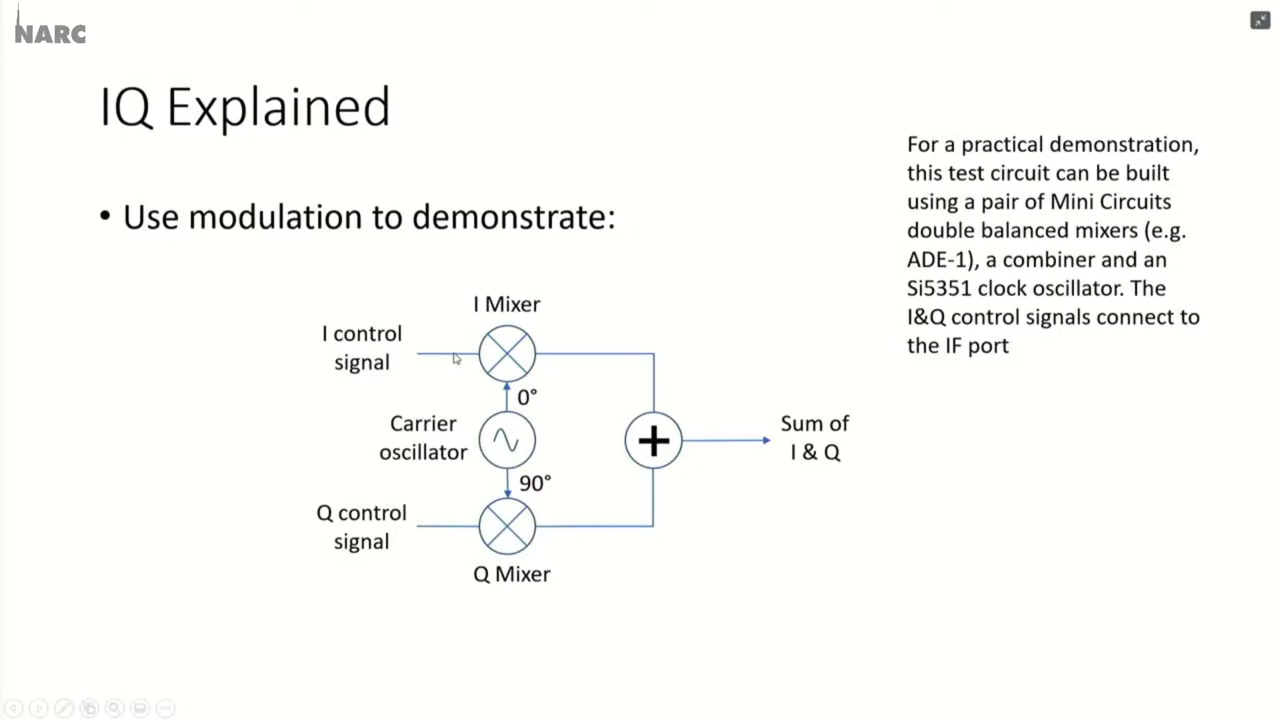 NARC
IQ Explained
• Use modulation to demonstrate:
For a practical demonstration,
this test circuit can be built
using a pair of Mini Circuits
double balanced mixers (e.g.
ADE-1), a combiner and an
Si5351 clock oscillator. The
I&Q control signals connect to
the IF port
I Mixer
I control
signal
0°
Carrier
oscillator
90°
Sum of
I & Q
Q control
signal
Q Mixer